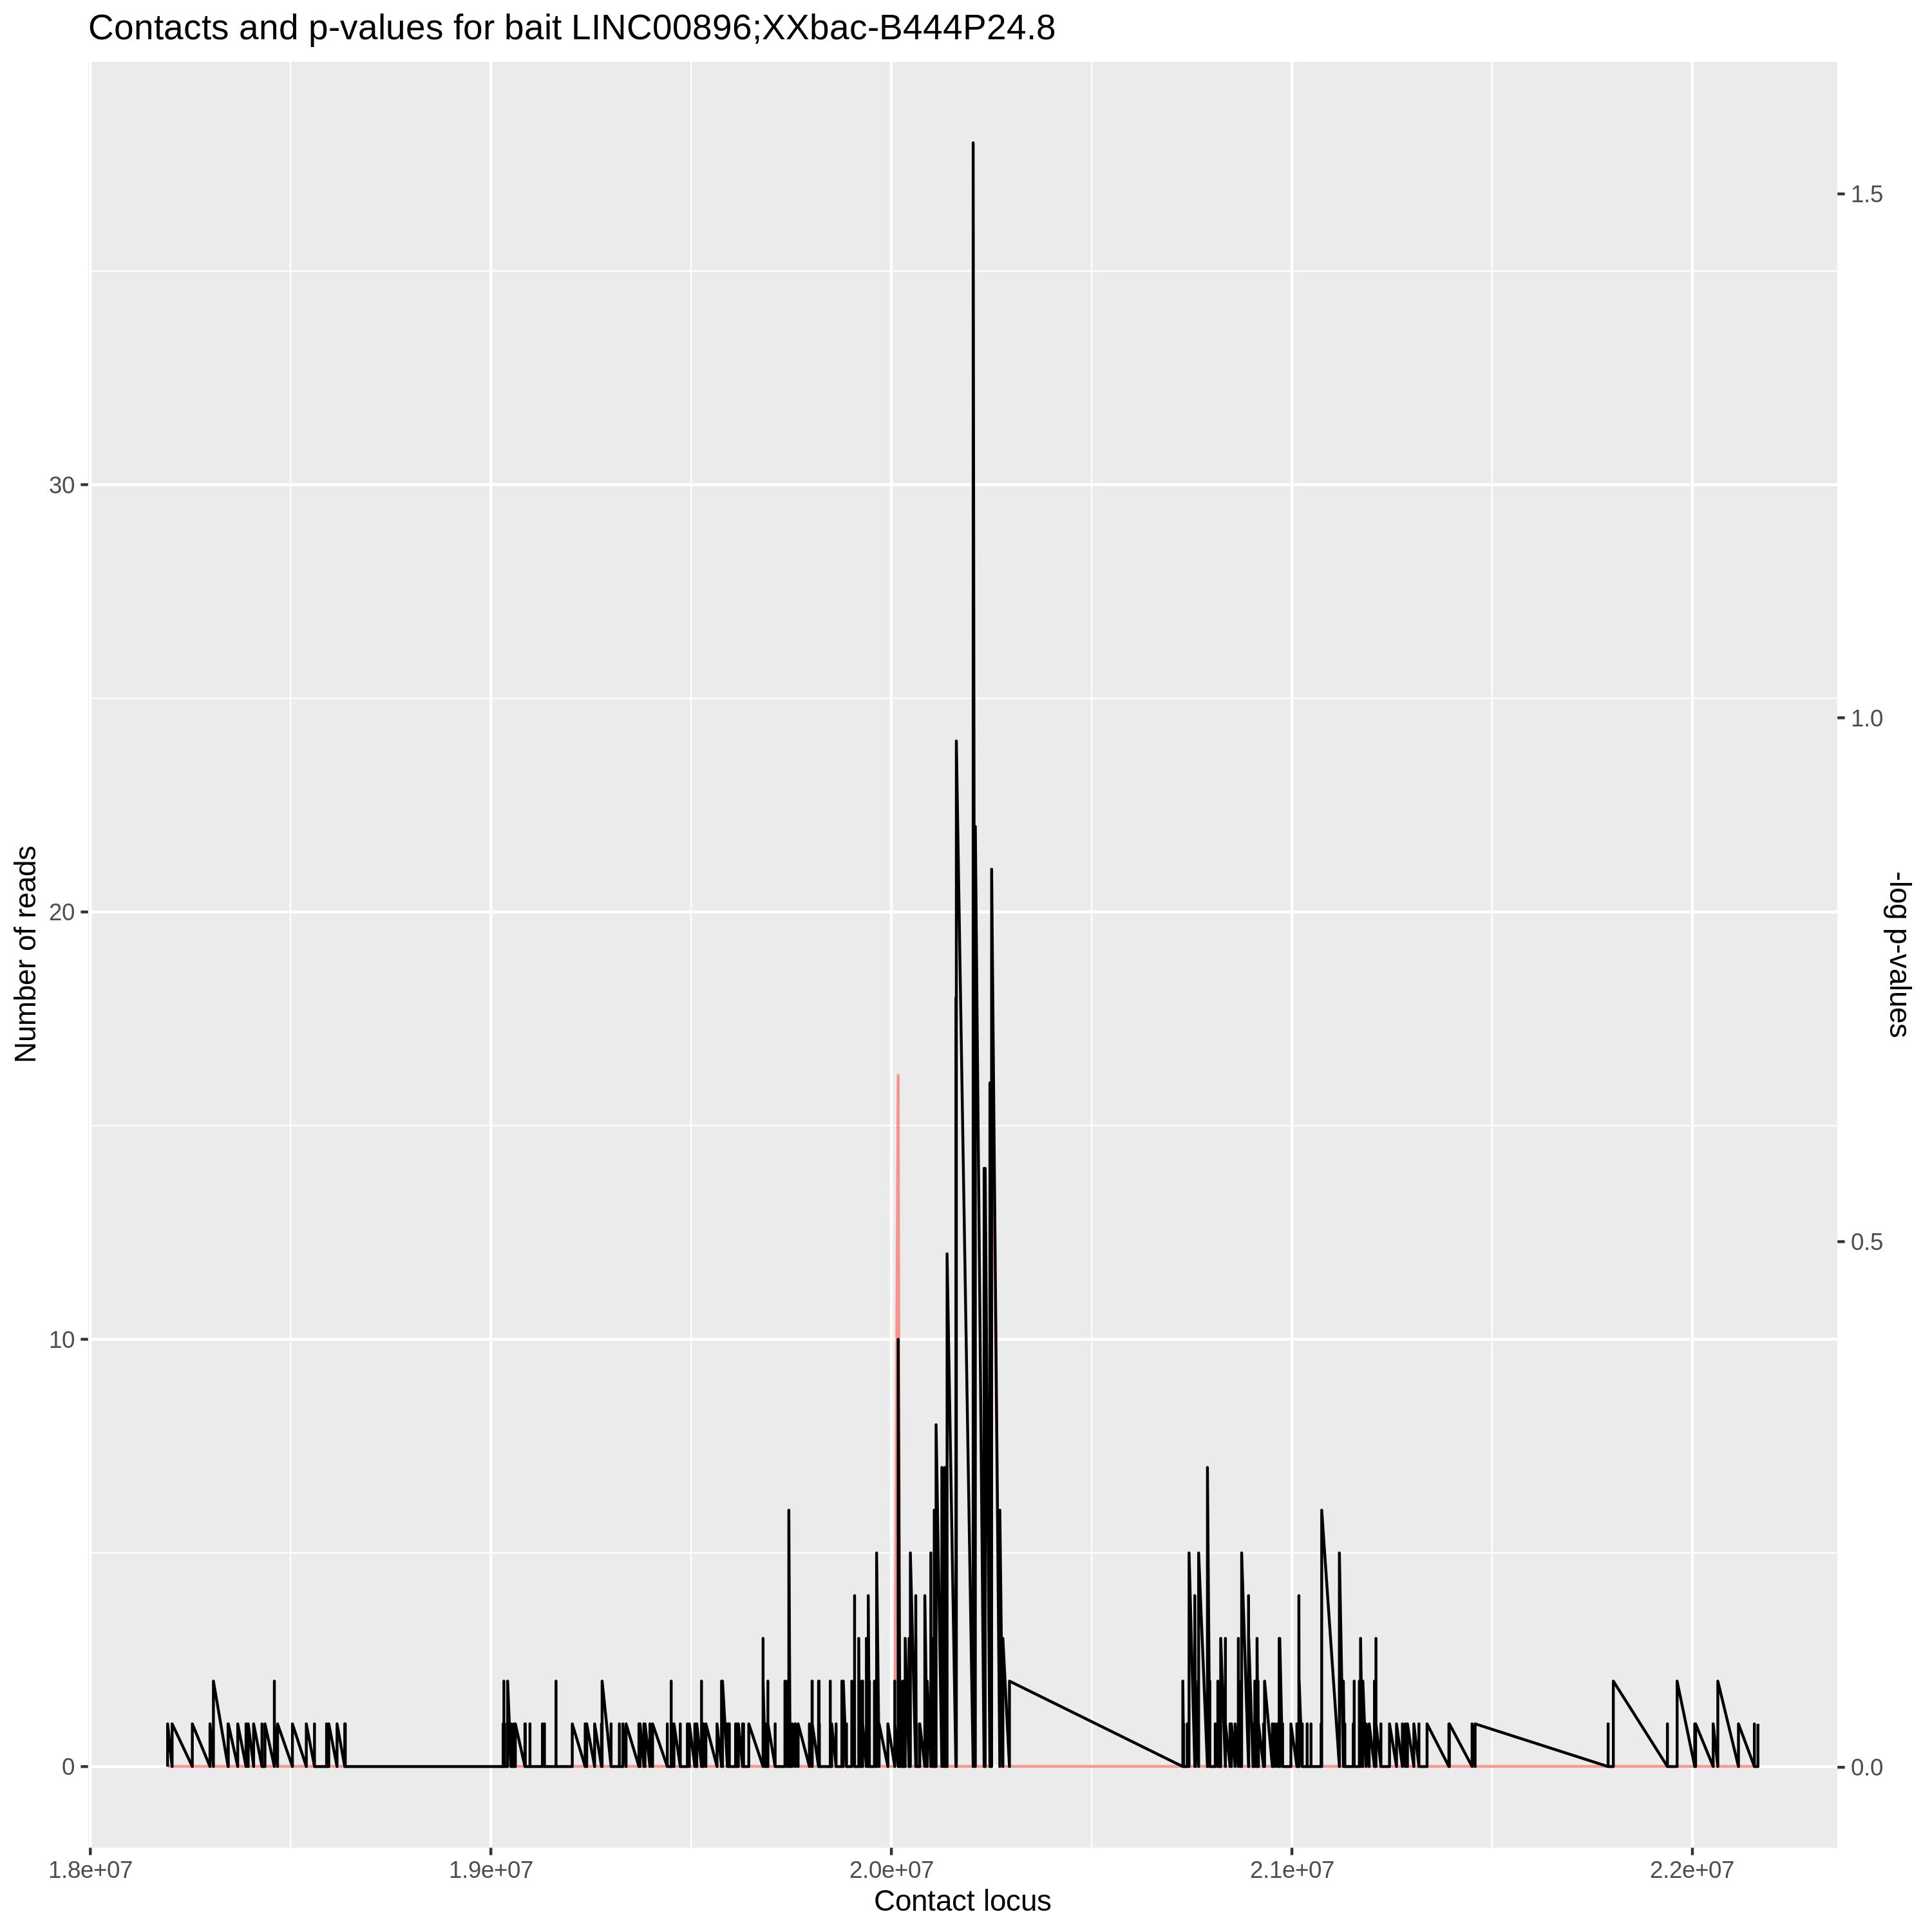 Contacts and p-values for bait LINC00896;XXbac-B444P24.8
Number of reads
30
20
10
0
1.5
1.0
0.5
0.0
-log p-values
1.8e+07 1.9e+07 2.0e+07 2.1e+07 2.2e+07
Contact locus